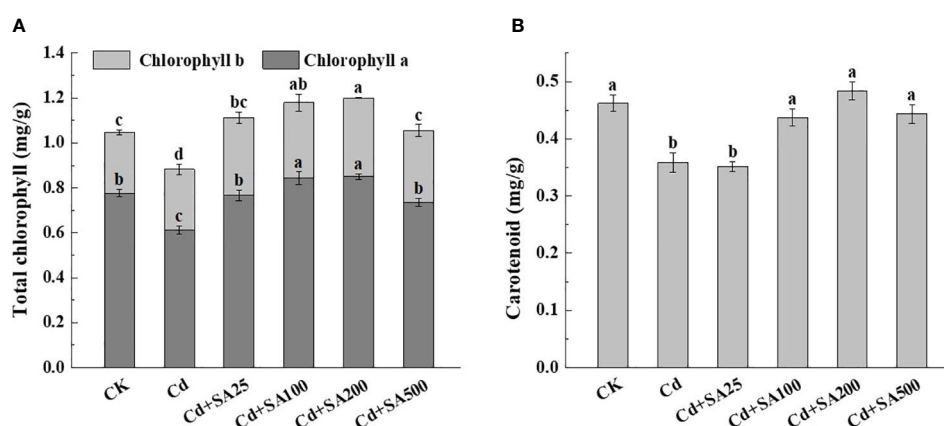 A
Total chlorophyll (mg/g)
1.4
1.2
1.0
0.8
0.6
0.4
0.2
0.0
Chlorophyll b
Chlorophyll a
c
d
bc
ab
a
c
b
c
b
a
a
b
CK
Cd
Cd+SA25
Cd+SA100
Cd+SA200
Cd+SA500
B
Carotenoid (mg/g)
0.5
0.4
0.3
0.2
0.1
0.0
a
b
b
a
a
a
CK
Cd
Cd+SA25
Cd+SA100
Cd+SA200
Cd+SA500